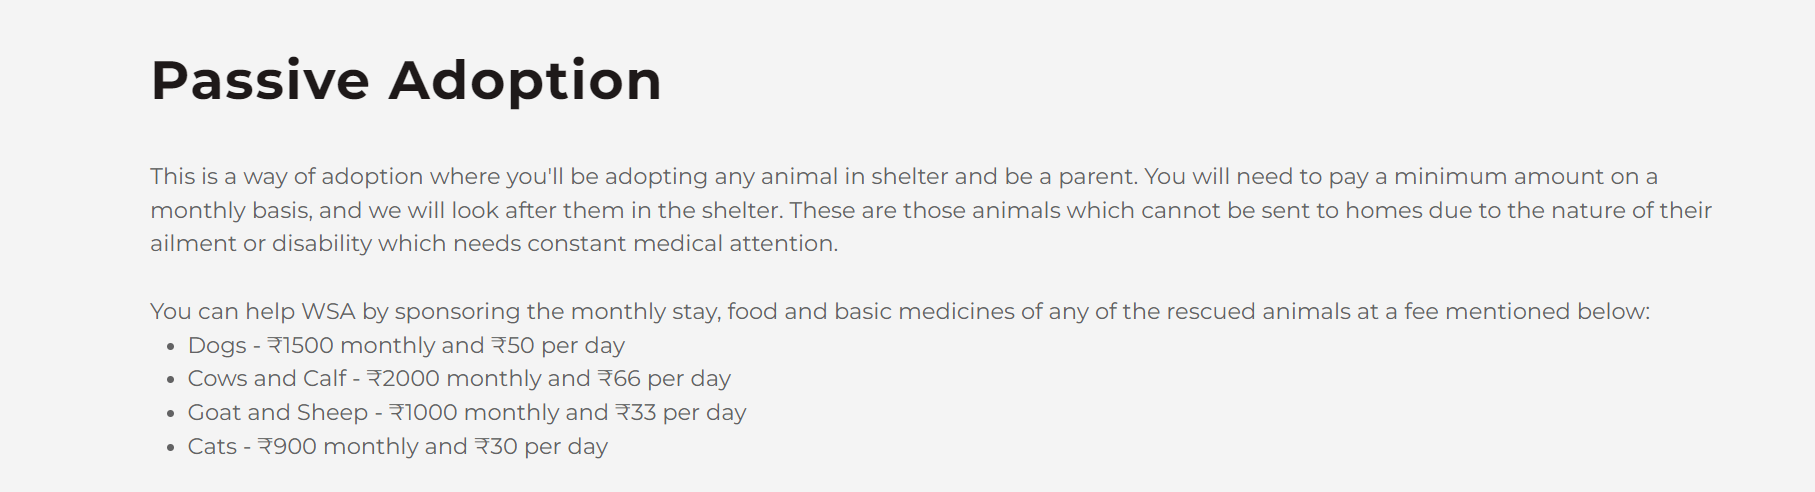 Passive Adoption
This is a way of adoption where you'll be adopting any animal in shelter and be a parent. You will need to pay a minimum amount on a
monthly basis, and we will look after them in the shelter. These are those animals which cannot be sent to homes due to the nature of their
ailment or disability which needs constant medical attention.
You can help WSA by sponsoring the monthly stay, food and basic medicines of any of the rescued animals at a fee mentioned below:
• Dogs - ₹1500 monthly and ₹50 per day
• Cows and Calf - ₹2000 monthly and ₹66 per day
• Goat and Sheep - ₹1000 monthly and ₹33 per day
• Cats - ₹900 monthly and ₹30 per day